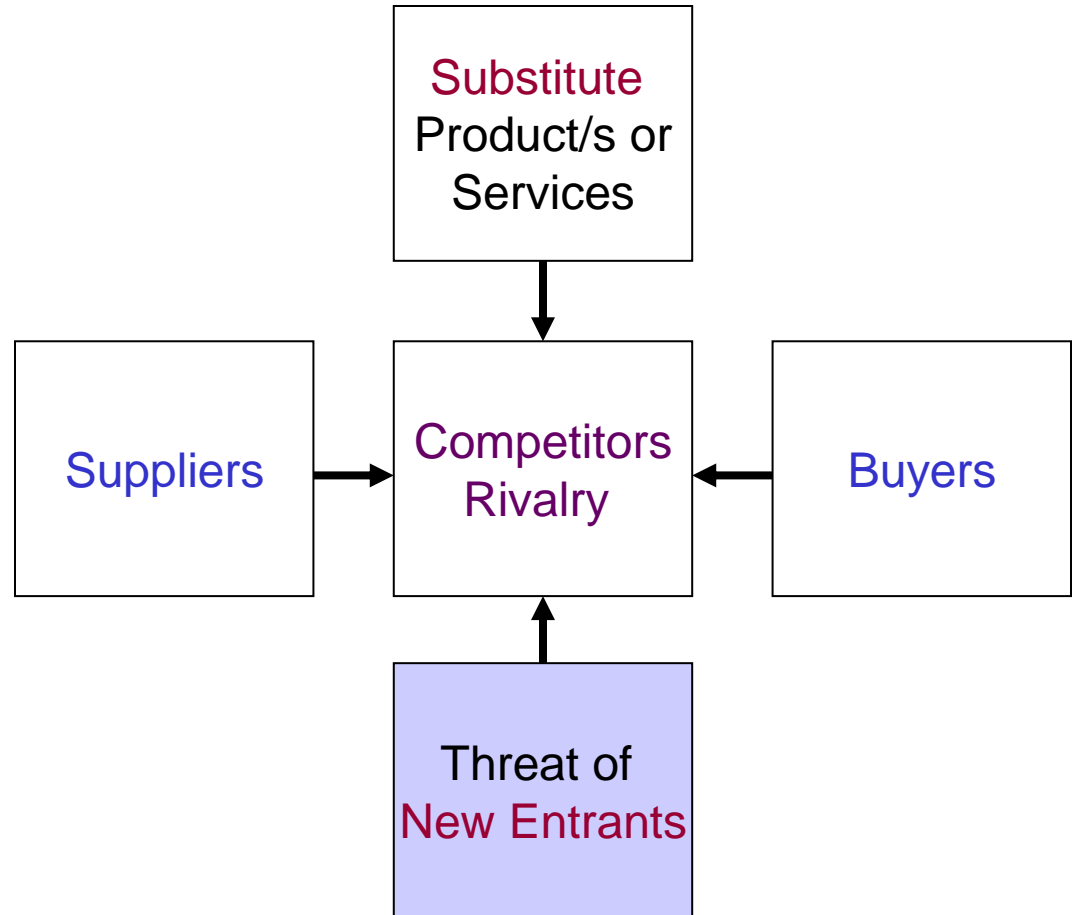 Substitute
Product/s or
Services
Suppliers
Competitors
Rivalry
Buyers
Threat of
New Entrants